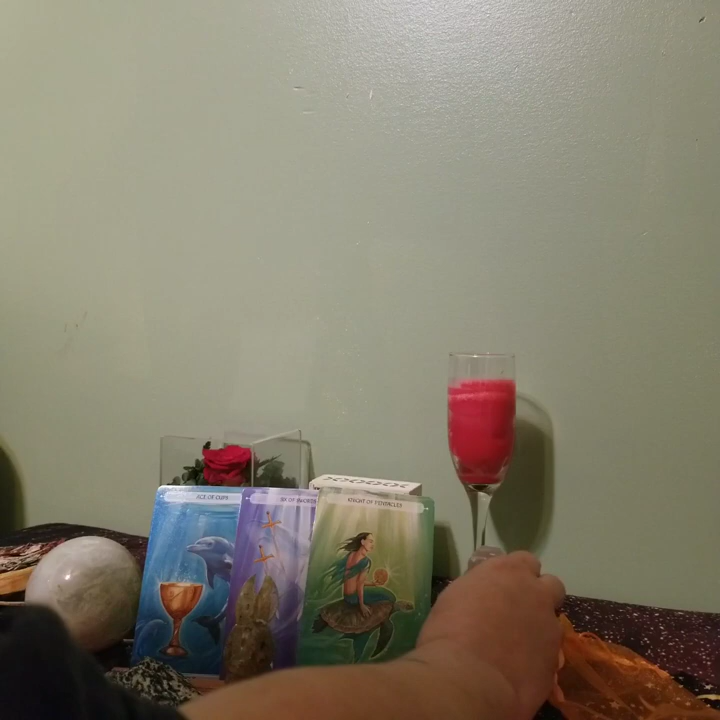 ACE OF CUPS
SIX OF SWORDS
KNIGHT OF PENTACLES